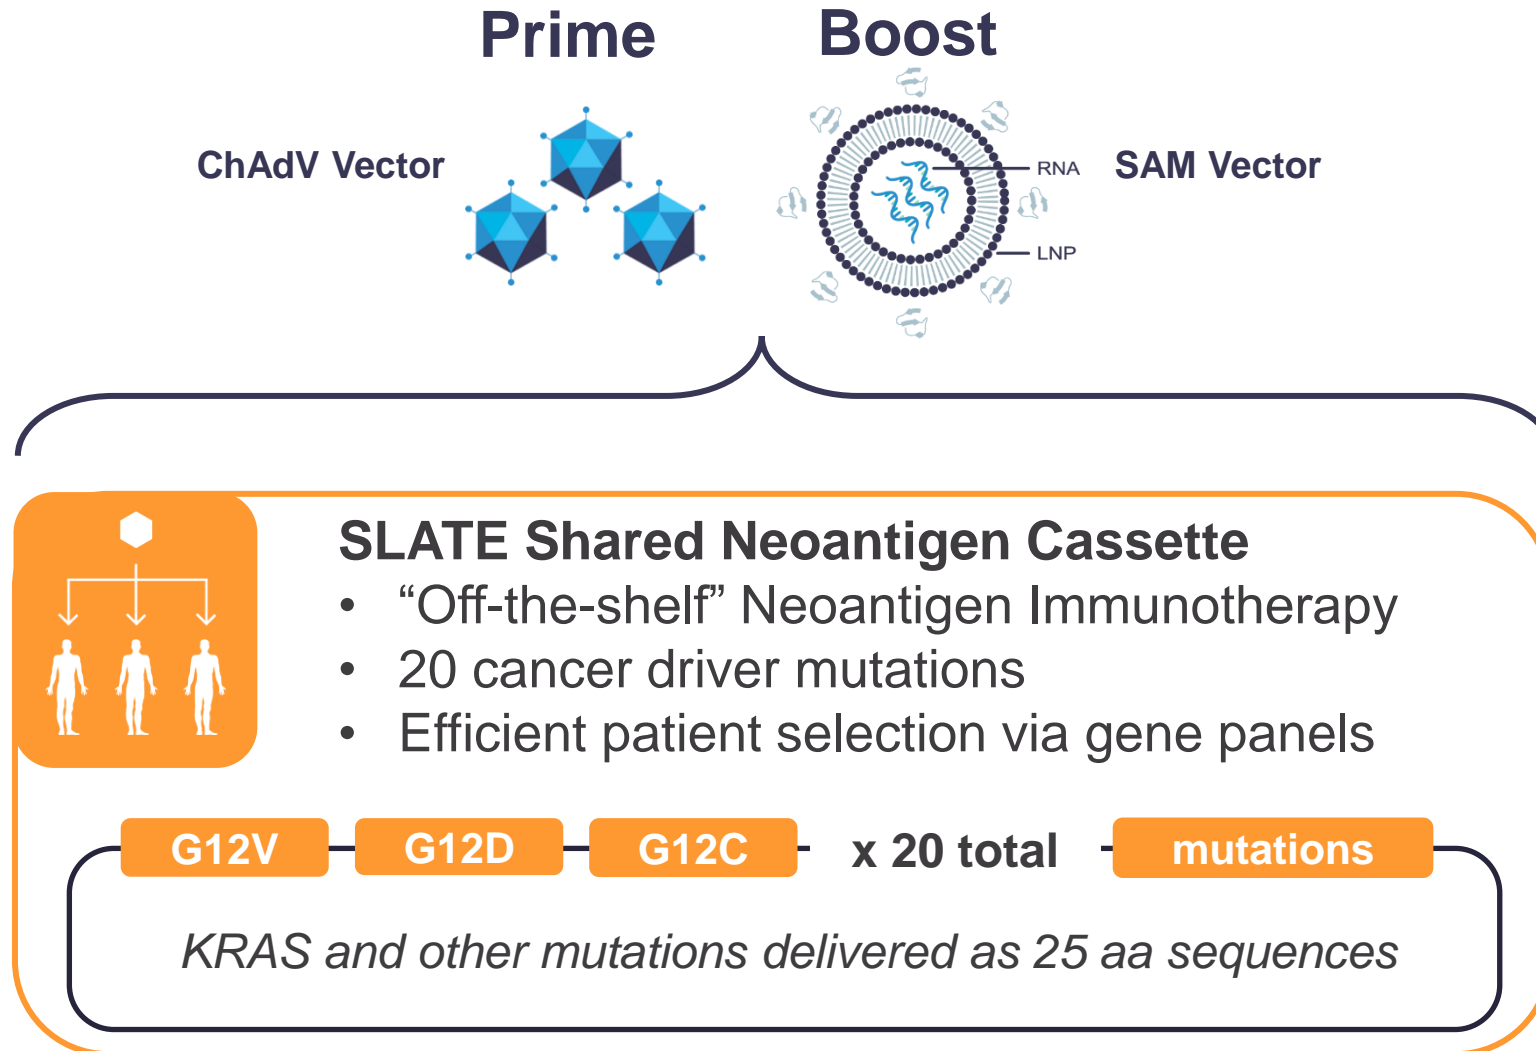 Prime
Boost
ChAdV Vector
RNA
SAM Vector
LNP
SLATE Shared Neoantigen Cassette
• “Off-the-shelf” Neoantigen Immunotherapy
• 20 cancer driver mutations
• Efficient patient selection via gene panels
G12V G12D G12C x 20 total mutations
KRAS and other mutations delivered as 25 aa sequences